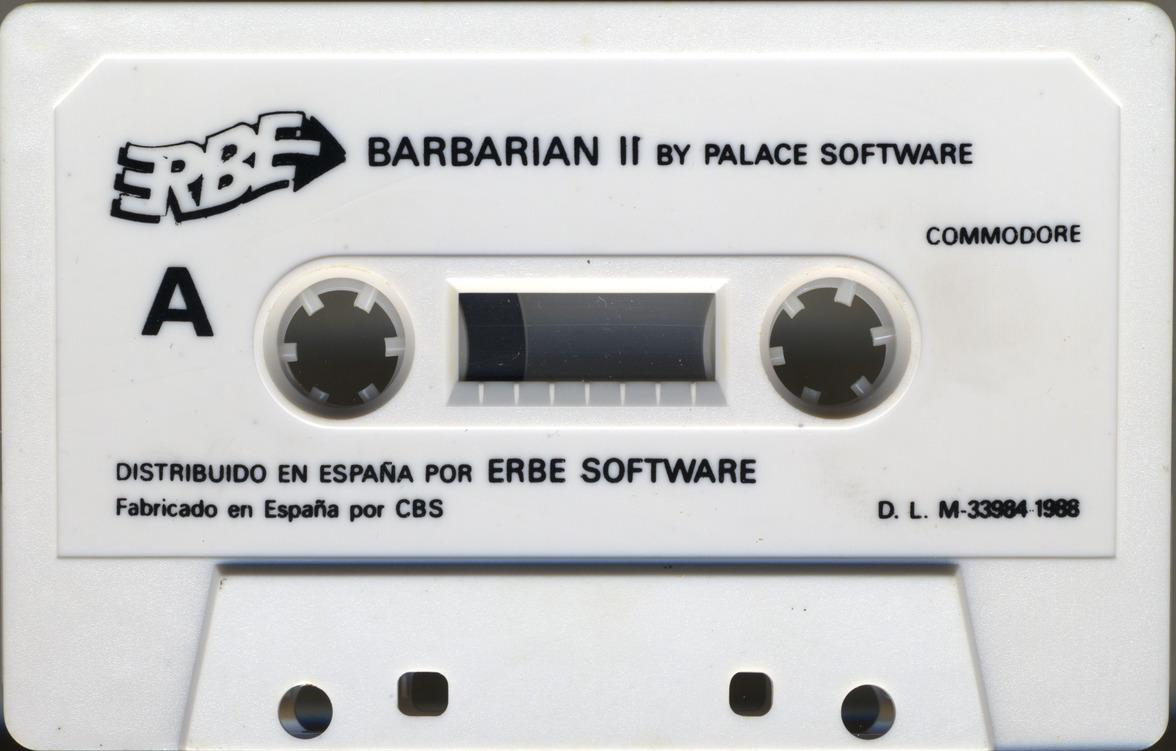 ERBE BARBARIAN II BY PALACE SOFTWARE
COMMODORE
A
DISTRIBUIDO EN ESPAÑA POR ERBE SOFTWARE
Fabricado en España por CBS
D. L. M-33984-1988